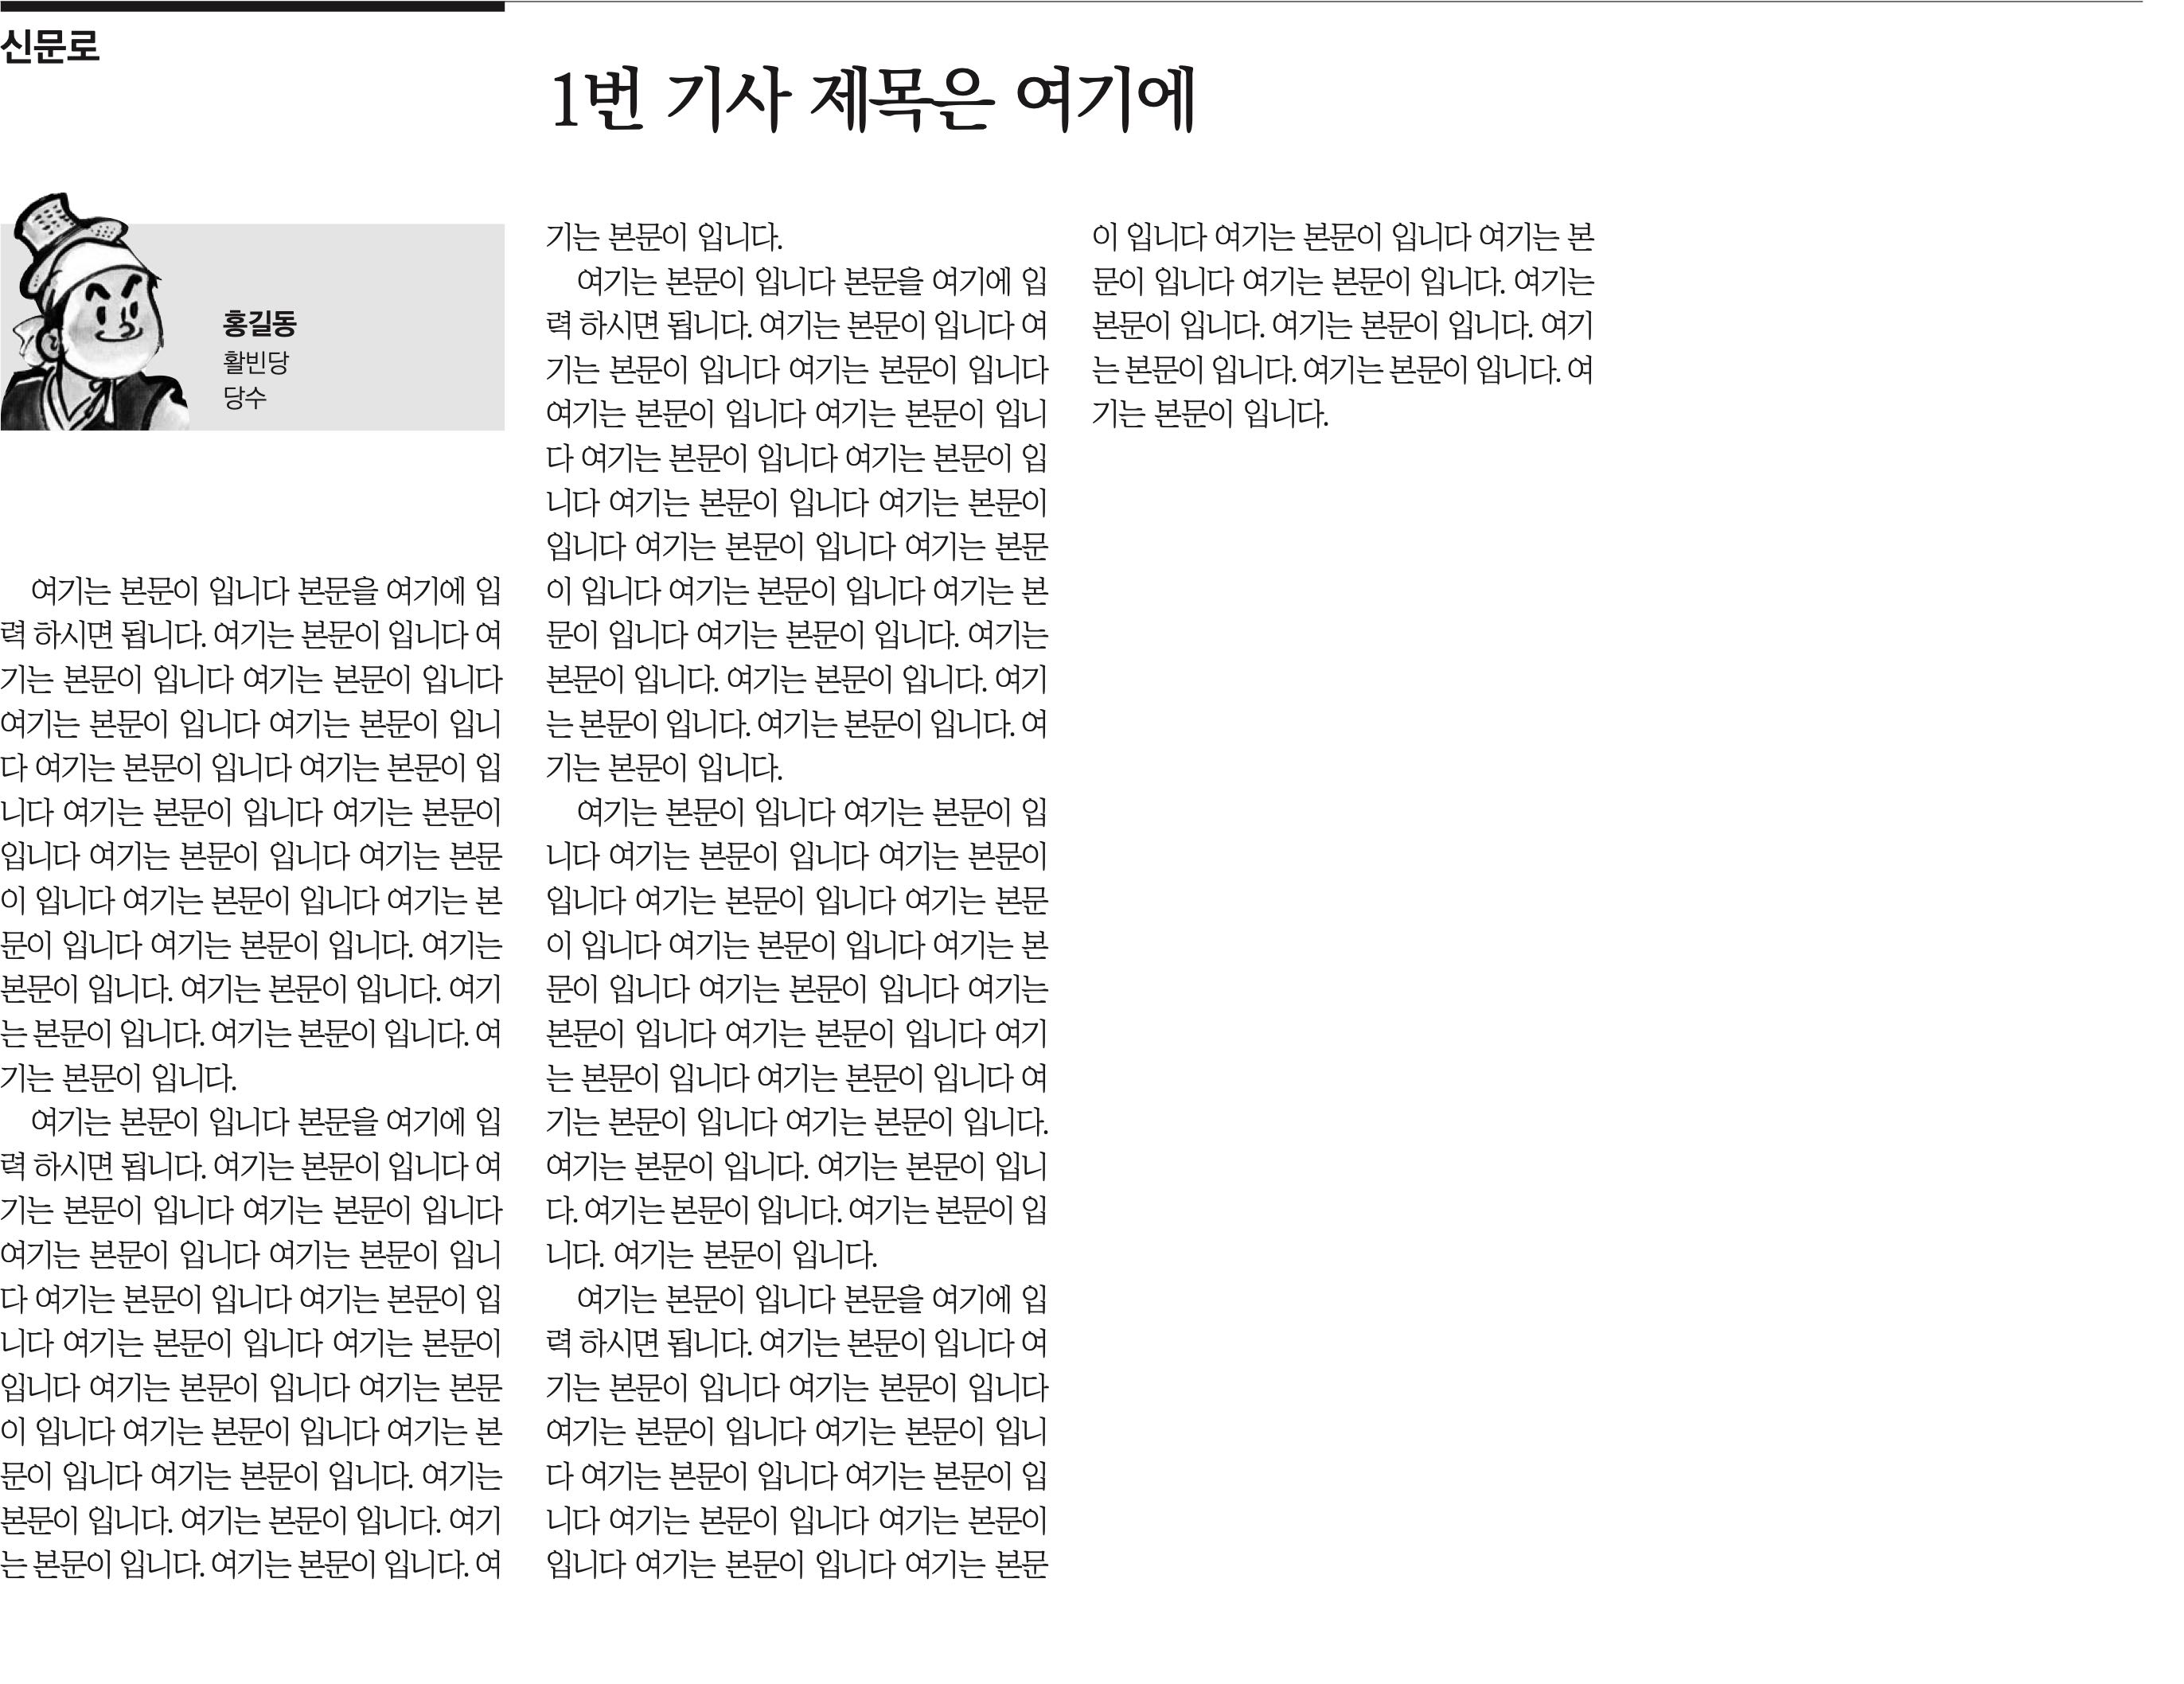 신문로
1번 기사 제목은 여기에
홍길동
활빈당
당수
여기는 본문이 입니다 본문을 여기에 입
력 하시면 됩니다. 여기는 본문이 입니다 여
기는 본문이 입니다 여기는 본문이 입니다
여기는 본문이 입니다 여기는 본문이 입니
다 여기는 본문이 입니다 여기는 본문이 입
니다 여기는 본문이 입니다 여기는 본문이
입니다 여기는 본문이 입니다 여기는 본문
이 입니다 여기는 본문이 입니다 여기는 본
문이 입니다 여기는 본문이 입니다. 여기는
본문이 입니다. 여기는 본문이 입니다. 여기
는 본문이 입니다. 여기는 본문이 입니다. 여
기는 본문이 입니다.
여기는 본문이 입니다 본문을 여기에 입
력 하시면 됩니다. 여기는 본문이 입니다 여
기는 본문이 입니다 여기는 본문이 입니다
여기는 본문이 입니다 여기는 본문이 입니
다 여기는 본문이 입니다 여기는 본문이 입
니다 여기는 본문이 입니다 여기는 본문이
입니다 여기는 본문이 입니다 여기는 본문
이 입니다 여기는 본문이 입니다 여기는 본
문이 입니다 여기는 본문이 입니다. 여기는
본문이 입니다. 여기는 본문이 입니다. 여기
는 본문이 입니다. 여기는 본문이 입니다. 여
기는 본문이 입니다.
여기는 본문이 입니다 본문을 여기에 입
력 하시면 됩니다. 여기는 본문이 입니다 여
기는 본문이 입니다 여기는 본문이 입니다
여기는 본문이 입니다 여기는 본문이 입니
다 여기는 본문이 입니다 여기는 본문이 입
니다 여기는 본문이 입니다 여기는 본문이
입니다 여기는 본문이 입니다 여기는 본문
이 입니다 여기는 본문이 입니다 여기는 본
문이 입니다 여기는 본문이 입니다. 여기는
본문이 입니다. 여기는 본문이 입니다. 여기
는 본문이 입니다. 여기는 본문이 입니다. 여
기는 본문이 입니다.
여기는 본문이 입니다 여기는 본문이 입
니다 여기는 본문이 입니다 여기는 본문이
입니다 여기는 본문이 입니다 여기는 본문
이 입니다 여기는 본문이 입니다 여기는 본
문이 입니다 여기는 본문이 입니다 여기는
본문이 입니다 여기는 본문이 입니다 여기
는 본문이 입니다 여기는 본문이 입니다 여
기는 본문이 입니다 여기는 본문이 입니다.
여기는 본문이 입니다. 여기는 본문이 입니
다. 여기는 본문이 입니다. 여기는 본문이 입
니다. 여기는 본문이 입니다.
여기는 본문이 입니다 본문을 여기에 입
력 하시면 됩니다. 여기는 본문이 입니다 여
기는 본문이 입니다 여기는 본문이 입니다
여기는 본문이 입니다 여기는 본문이 입니
다 여기는 본문이 입니다 여기는 본문이 입
니다 여기는 본문이 입니다 여기는 본문이
입니다 여기는 본문이 입니다 여기는 본문
이 입니다 여기는 본문이 입니다 여기는 본
문이 입니다 여기는 본문이 입니다. 여기는
본문이 입니다. 여기는 본문이 입니다. 여기
는 본문이 입니다. 여기는 본문이 입니다. 여
기는 본문이 입니다.